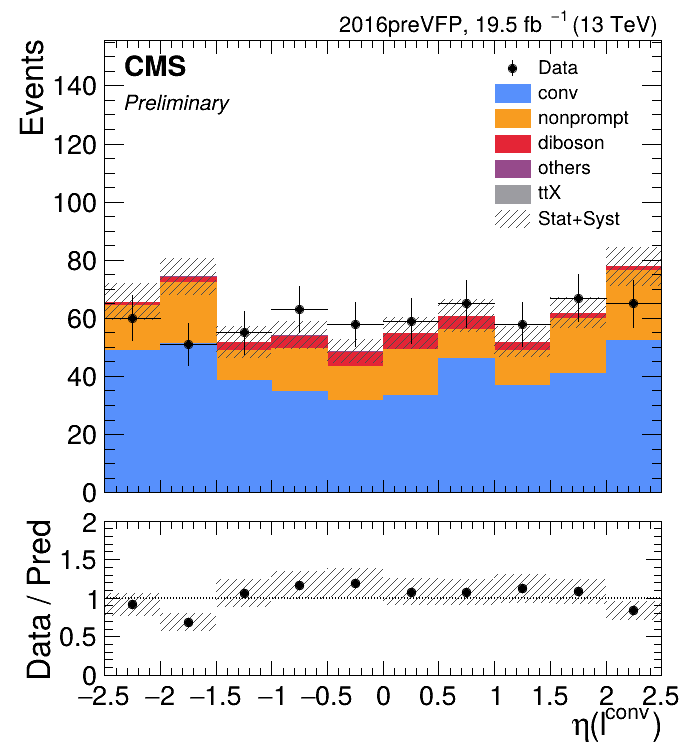 2016preVFP, 19.5 fb⁻¹ (13 TeV)
CMS
Preliminary
Data
conv
nonprompt
diboson
others
ttX
Stat+Syst
Events
140
120
100
80
60
40
20
0
Data / Pred
2
1.5
1
0.5
0
−2.5 −2 −1.5 −1 −0.5 0 0.5 1 1.5 2 2.5
η(l^conv)